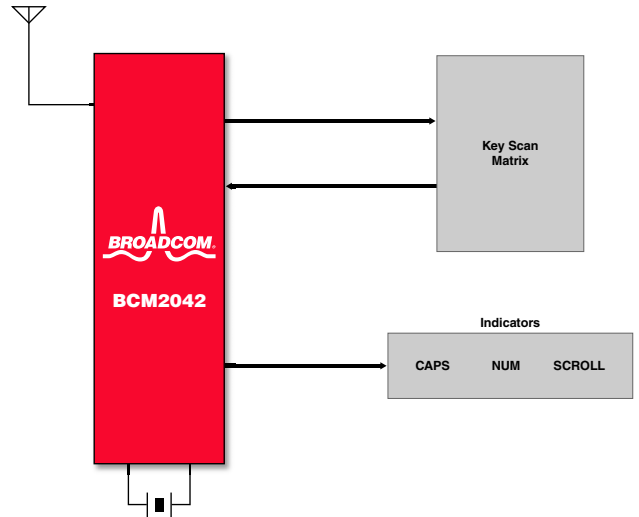 Key Scan
Matrix
BROADCOM®
BCM2042
Indicators
CAPS NUM SCROLL